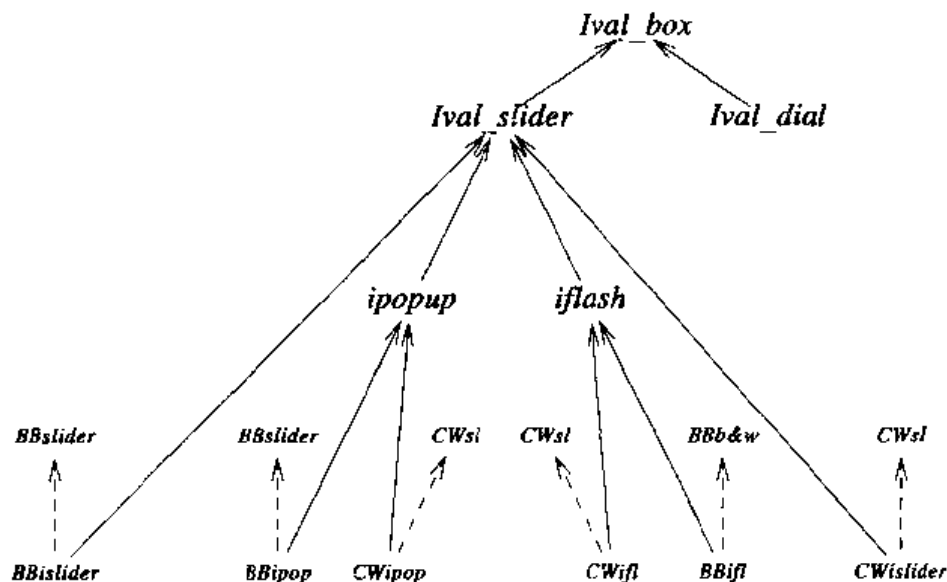 Ival_box
Ival_slider Ival_dial
ipopup iflash
BBslider BBslider CWsl CWsl BBb&w CWsl
BBislider BBipop CWipop CWifl BBifl CWislider